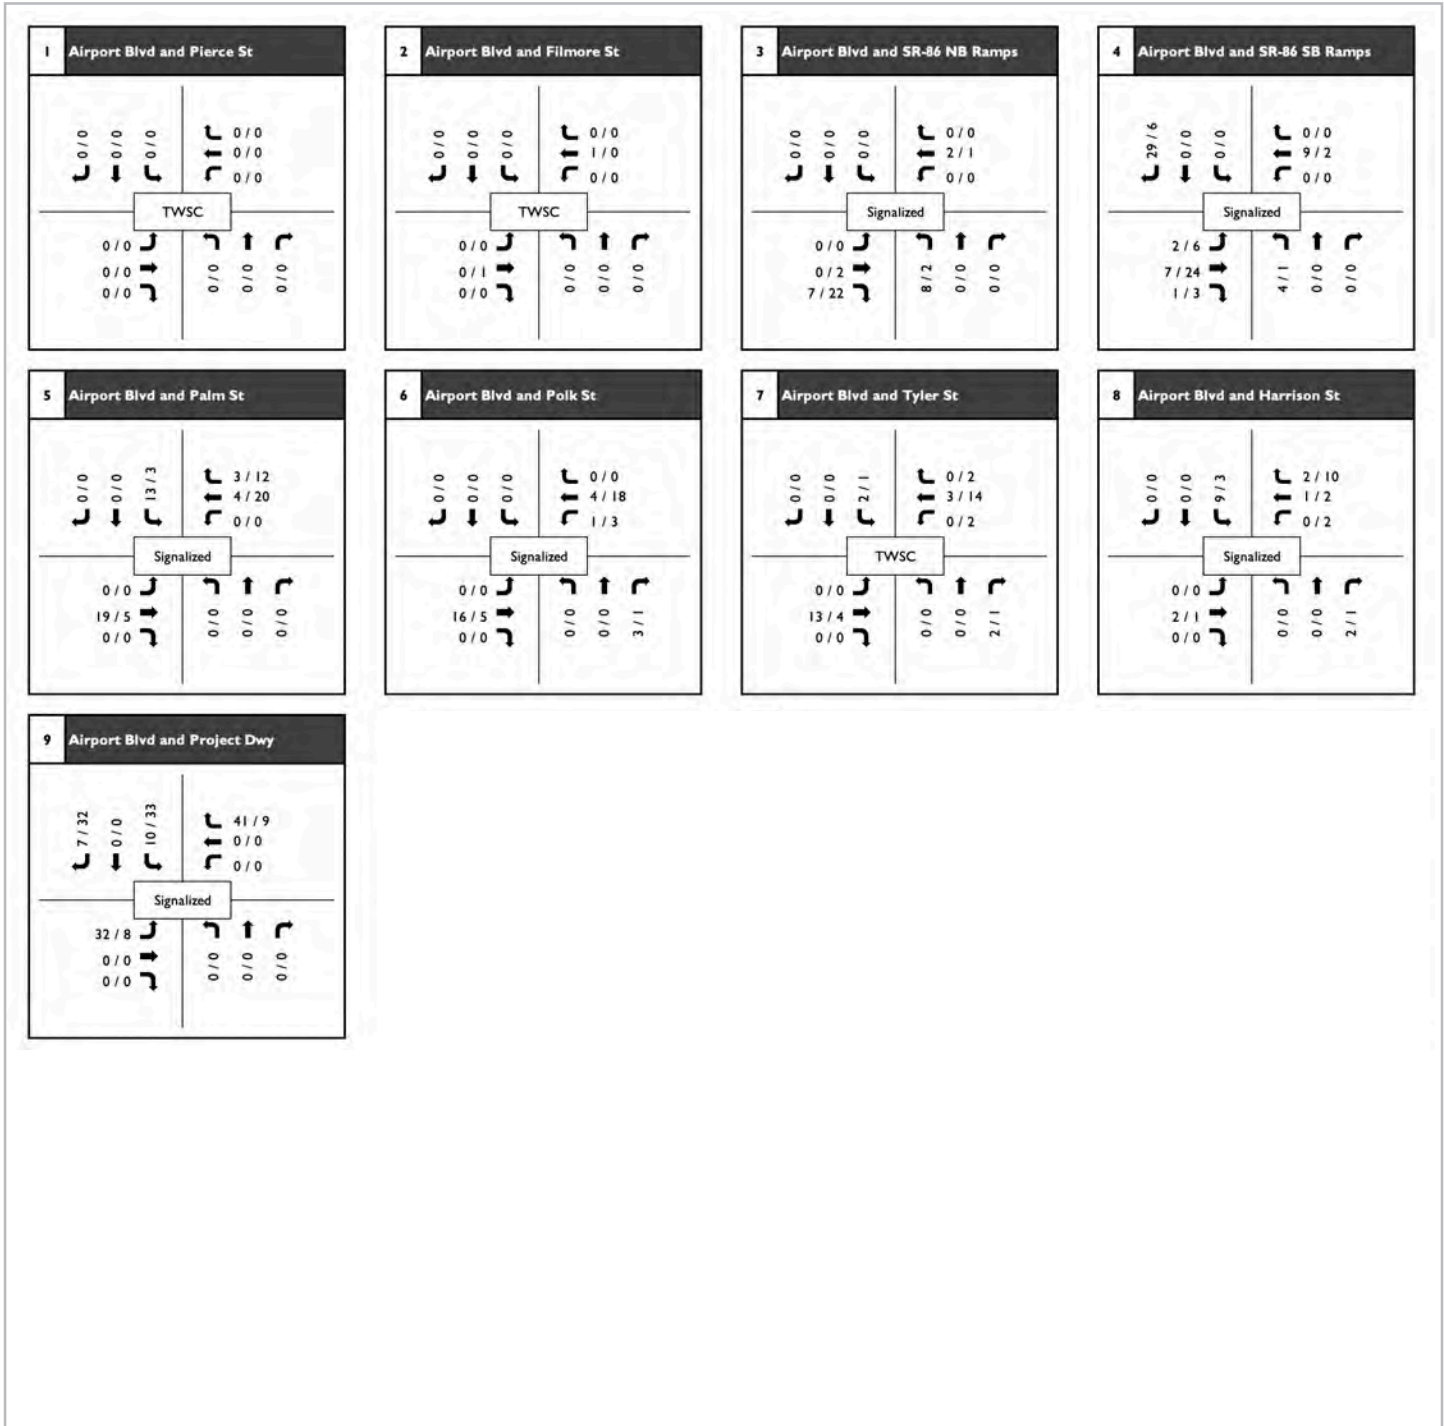 1 Airport Blvd and Pierce St
0 / 0 0 / 0 0 / 0
0 / 0
0 / 0
0 / 0
TWSC
0 / 0
0 / 0
0 / 0
0 / 0 0 / 0 0 / 0
2 Airport Blvd and Filmore St
0 / 0 0 / 0 0 / 0
0 / 0
1 / 0
0 / 0
TWSC
0 / 0
0 / 1
0 / 0
0 / 0 0 / 0 0 / 0
3 Airport Blvd and SR-86 NB Ramps
0 / 0 0 / 0 0 / 0
0 / 0
2 / 1
0 / 0
Signalized
0 / 0
0 / 2
7 / 22
8 / 2 0 / 0 0 / 0
4 Airport Blvd and SR-86 SB Ramps
29 / 6 0 / 0 0 / 0
0 / 0
9 / 2
0 / 0
Signalized
2 / 6
7 / 24
1 / 3
4 / 1 0 / 0 0 / 0
5 Airport Blvd and Palm St
0 / 0 0 / 0 13 / 3
3 / 12
4 / 20
0 / 0
Signalized
0 / 0
19 / 5
0 / 0
0 / 0 0 / 0 0 / 0
6 Airport Blvd and Polk St
0 / 0 0 / 0 0 / 0
0 / 0
4 / 18
1 / 3
Signalized
0 / 0
16 / 5
0 / 0
0 / 0 0 / 0 3 / 1
7 Airport Blvd and Tyler St
0 / 0 0 / 0 2 / 1
0 / 2
3 / 14
0 / 2
TWSC
0 / 0
13 / 4
0 / 0
0 / 0 0 / 0 2 / 1
8 Airport Blvd and Harrison St
0 / 0 0 / 0 9 / 3
2 / 10
1 / 2
0 / 2
Signalized
0 / 0
2 / 1
0 / 0
0 / 0 0 / 0 2 / 1
9 Airport Blvd and Project Dwy
7 / 32 0 / 0 10 / 33
41 / 9
0 / 0
0 / 0
Signalized
32 / 8
0 / 0
0 / 0
0 / 0 0 / 0 0 / 0